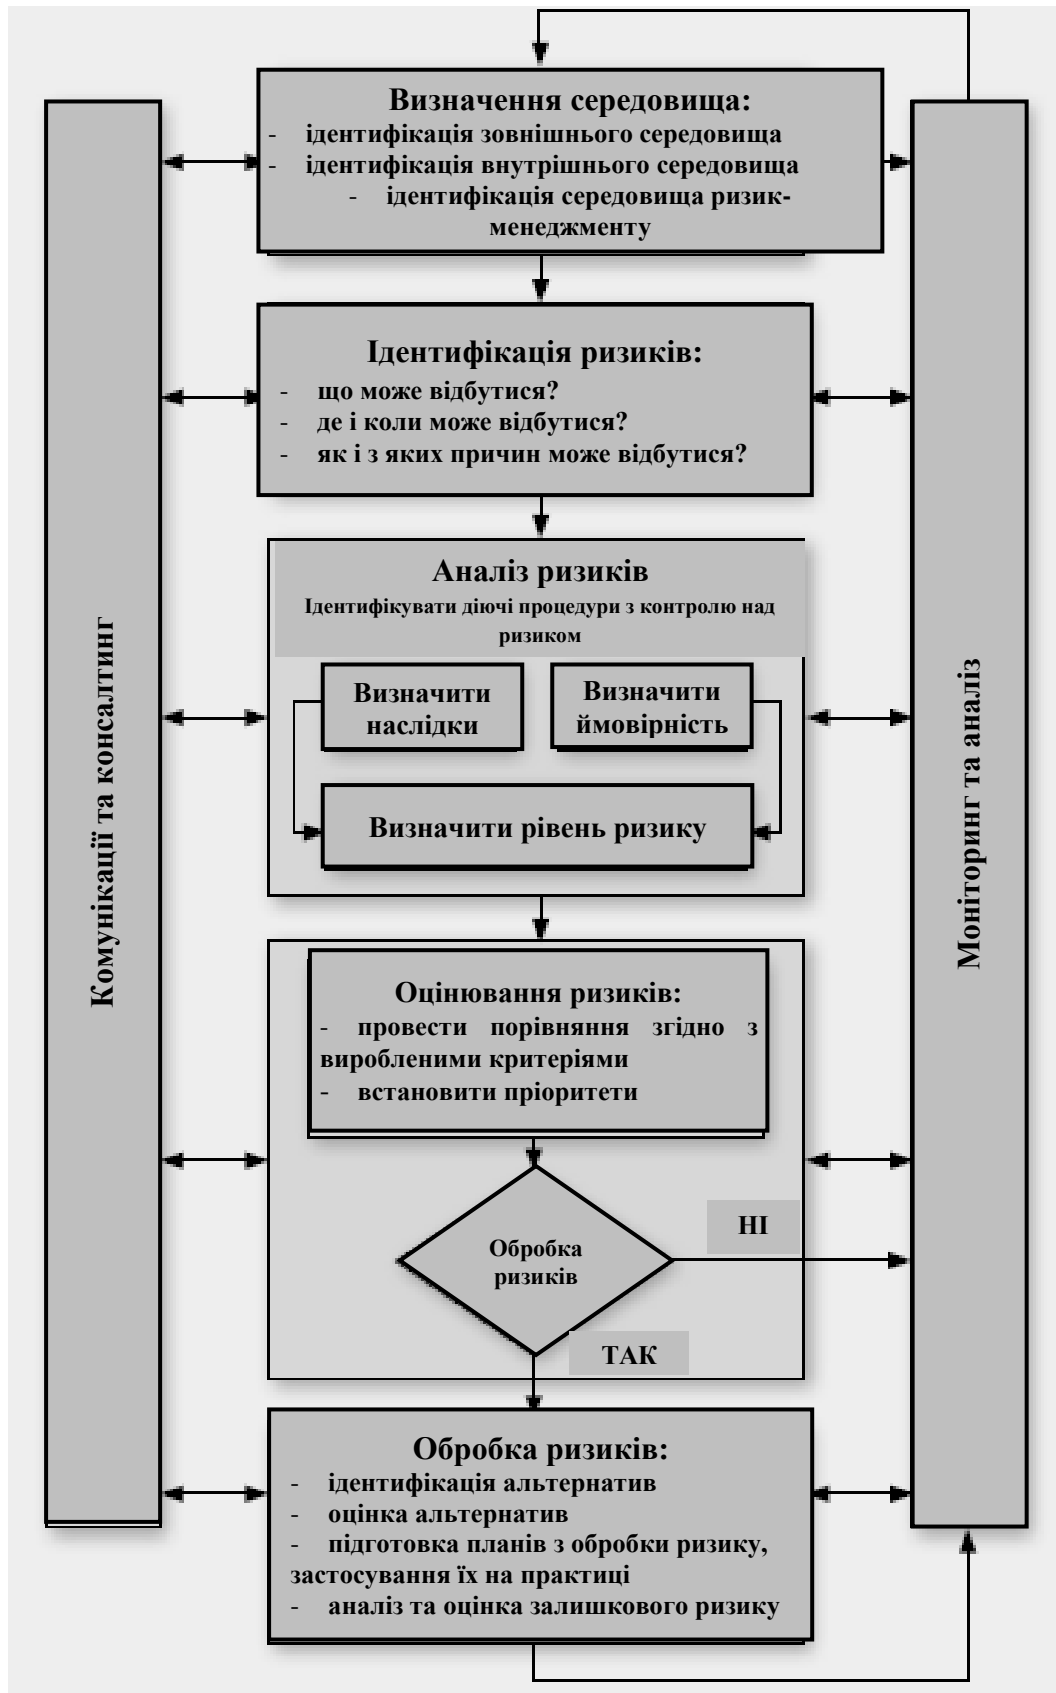 Визначення середовища:
- ідентифікація зовнішнього середовища
- ідентифікація внутрішнього середовища
- ідентифікація середовища ризик-
менеджменту
Ідентифікація ризиків:
- що може відбутися?
- де і коли може відбутися?
- як і з яких причин може відбутися?
Аналіз ризиків
Ідентифікувати діючі процедури з контролю над
ризиком
Визначити
наслідки
Визначити
ймовірність
Визначити рівень ризику
Оцінювання ризиків:
- провести порівняння згідно з
виробленими критеріями
- встановити пріоритети
Обробка
ризиків
НІ
ТАК
Обробка ризиків:
- ідентифікація альтернатив
- оцінка альтернатив
- підготовка планів з обробки ризику,
застосування їх на практиці
- аналіз та оцінка залишкового ризику
Комунікації та консалтинг
Моніторинг та аналіз